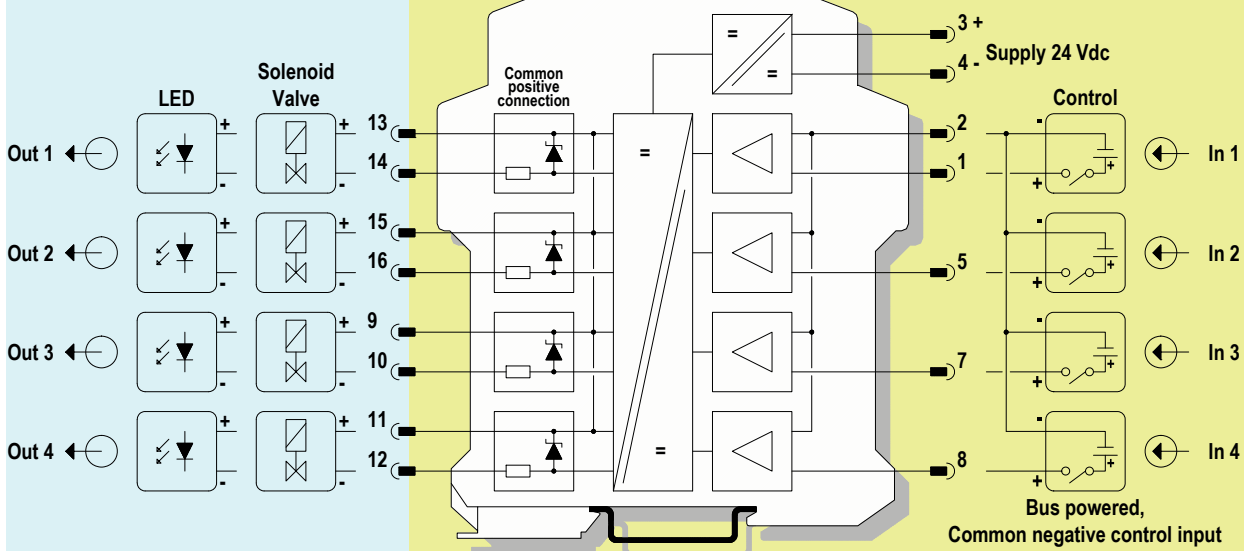 3 +
Supply 24 Vdc
4 -
=
=
LED
Solenoid
Valve
Common
positive
connection
Control
Out 1
+
-
+
-
13
14
=
2
1
-
+
+
In 1
Out 2
+
-
+
-
15
16
5
-
+
+
In 2
Out 3
+
-
+
-
9
10
7
-
+
+
In 3
Out 4
+
-
+
-
11
12
=
8
-
+
+
In 4
Bus powered,
Common negative control input